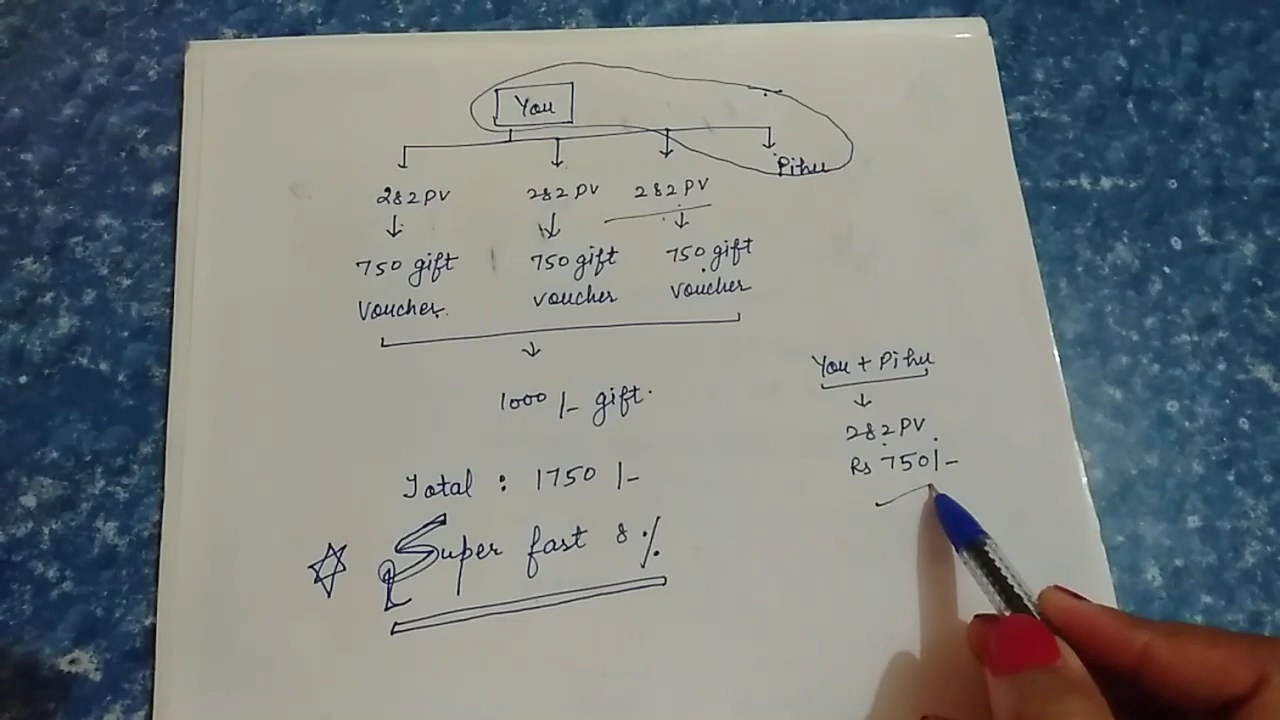 You
Pihu
282 PV 282 PV 282 PV
750 gift 750 gift 750 gift
Voucher. voucher voucher
1000/- gift.
Total : 1750/-
Super fast 8%
You + Pihu
282 PV
Rs 750/-